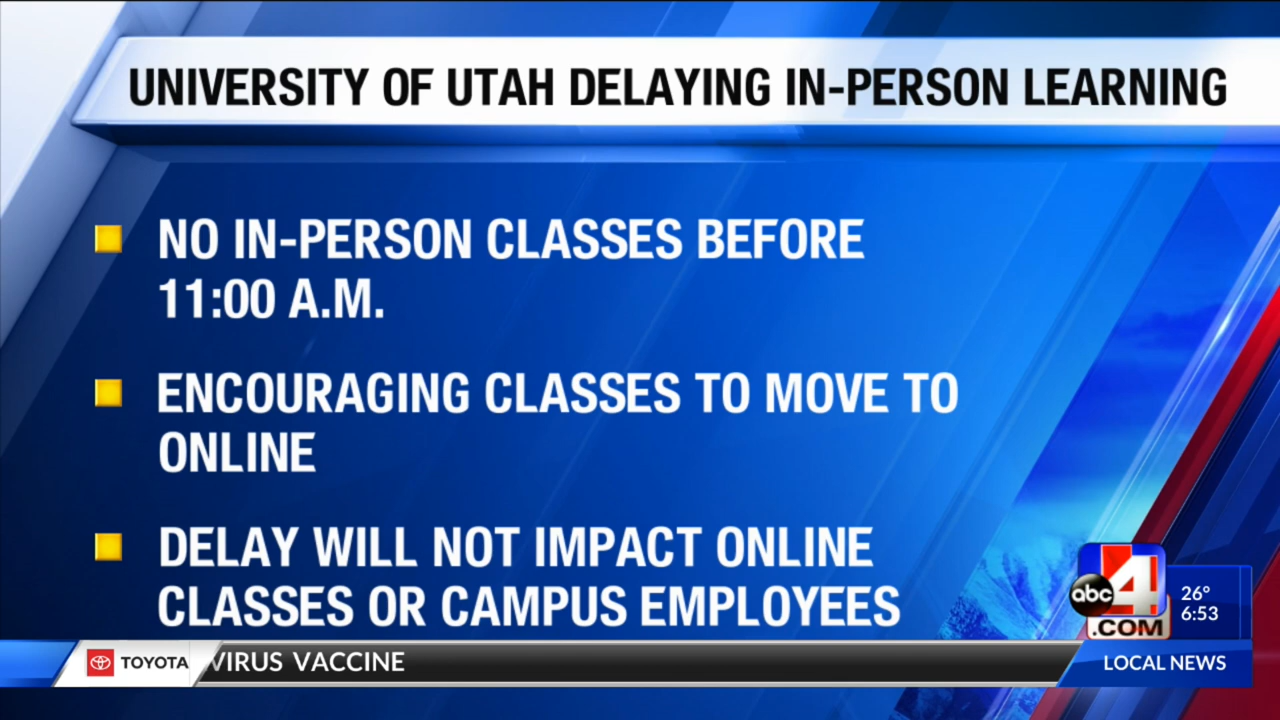 UNIVERSITY OF UTAH DELAYING IN-PERSON LEARNING
NO IN-PERSON CLASSES BEFORE
11:00 A.M.
ENCOURAGING CLASSES TO MOVE TO
ONLINE
DELAY WILL NOT IMPACT ONLINE
CLASSES OR CAMPUS EMPLOYEES
abc 4
.COM
26°
6:53
TOYOTA
VIRUS VACCINE
LOCAL NEWS